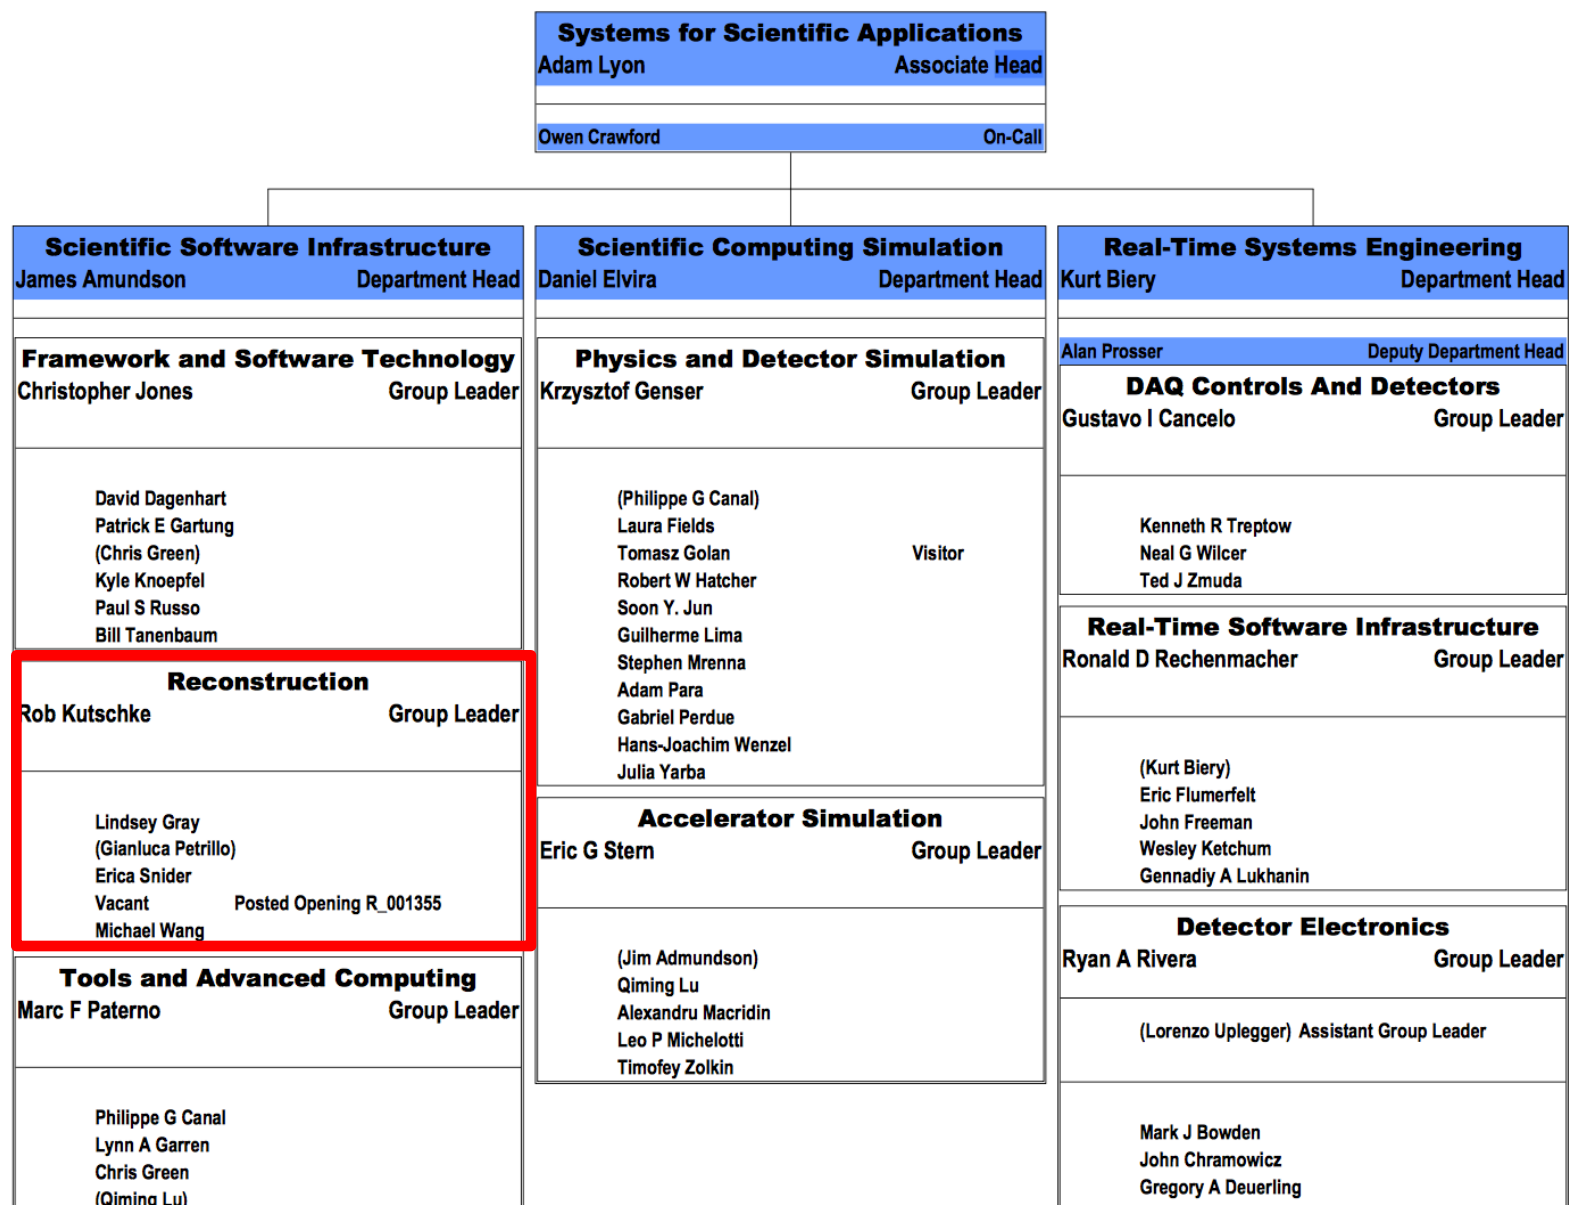 Systems for Scientific Applications
Adam Lyon Associate Head
Owen Crawford On-Call
Scientific Software Infrastructure
James Amundson Department Head
Framework and Software Technology
Christopher Jones Group Leader
David Dagenhart
Patrick E Gartung
(Chris Green)
Kyle Knoepfel
Paul S Russo
Bill Tanenbaum
Reconstruction
Rob Kutschke Group Leader
Lindsey Gray
(Gianluca Petrillo)
Erica Snider
Vacant Posted Opening R_001355
Michael Wang
Tools and Advanced Computing
Marc F Paterno Group Leader
Philippe G Canal
Lynn A Garren
Chris Green
(Qiming Lu)
Scientific Computing Simulation
Daniel Elvira Department Head
Physics and Detector Simulation
Krzysztof Genser Group Leader
(Philippe G Canal)
Laura Fields
Tomasz Golan Visitor
Robert W Hatcher
Soon Y. Jun
Guilherme Lima
Stephen Mrenna
Adam Para
Gabriel Perdue
Hans-Joachim Wenzel
Julia Yarba
Accelerator Simulation
Eric G Stern Group Leader
(Jim Admundson)
Qiming Lu
Alexandru Macridin
Leo P Michelotti
Timofey Zolkin
Real-Time Systems Engineering
Kurt Biery Department Head
Alan Prosser Deputy Department Head
DAQ Controls And Detectors
Gustavo I Cancelo Group Leader
Kenneth R Treptow
Neal G Wilcer
Ted J Zmuda
Real-Time Software Infrastructure
Ronald D Rechenmacher Group Leader
(Kurt Biery)
Eric Flumerfelt
John Freeman
Wesley Ketchum
Gennadiy A Lukhanin
Detector Electronics
Ryan A Rivera Group Leader
(Lorenzo Uplegger) Assistant Group Leader
Mark J Bowden
John Chramowicz
Gregory A Deuerling